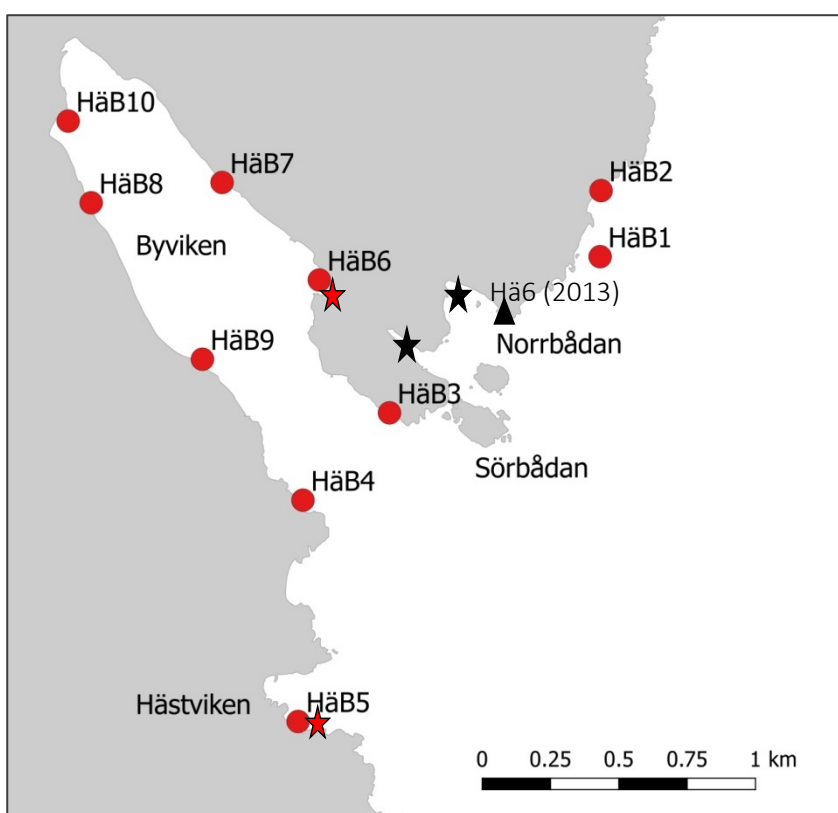 HäB10
HäB7
HäB8
HäB2
Byviken
HäB1
HäB6
Hä6 (2013)
Norrbådan
HäB9
HäB3
Sörbådan
HäB4
Hästviken
HäB5
0 0.25 0.5 0.75 1 km